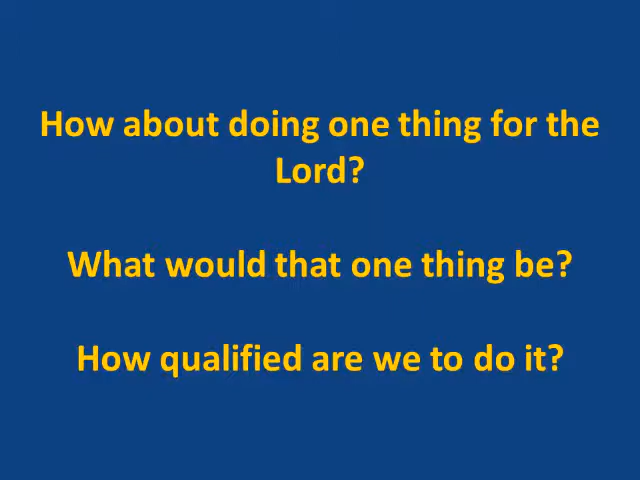 How about doing one thing for the
Lord?
What would that one thing be?
How qualified are we to do it?